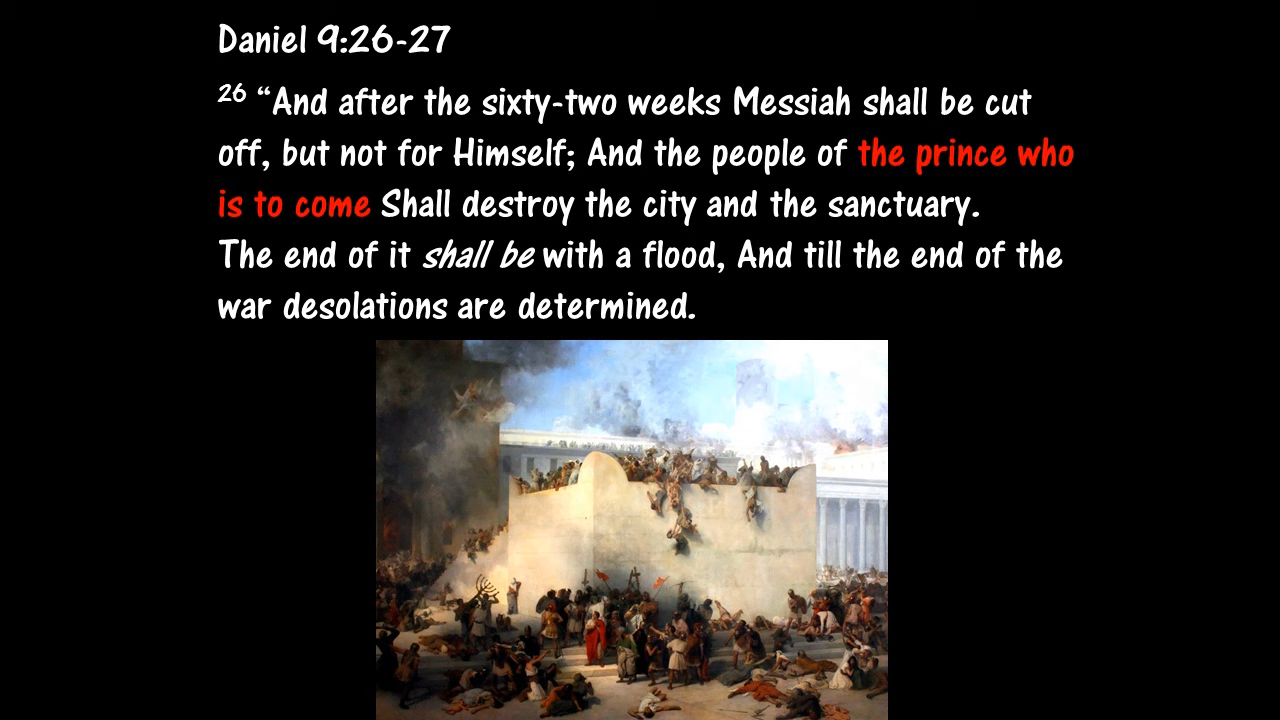 Daniel 9:26-27
26 “And after the sixty-two weeks Messiah shall be cut
off, but not for Himself; And the people of the prince who
is to come Shall destroy the city and the sanctuary.
The end of it shall be with a flood, And till the end of the
war desolations are determined.